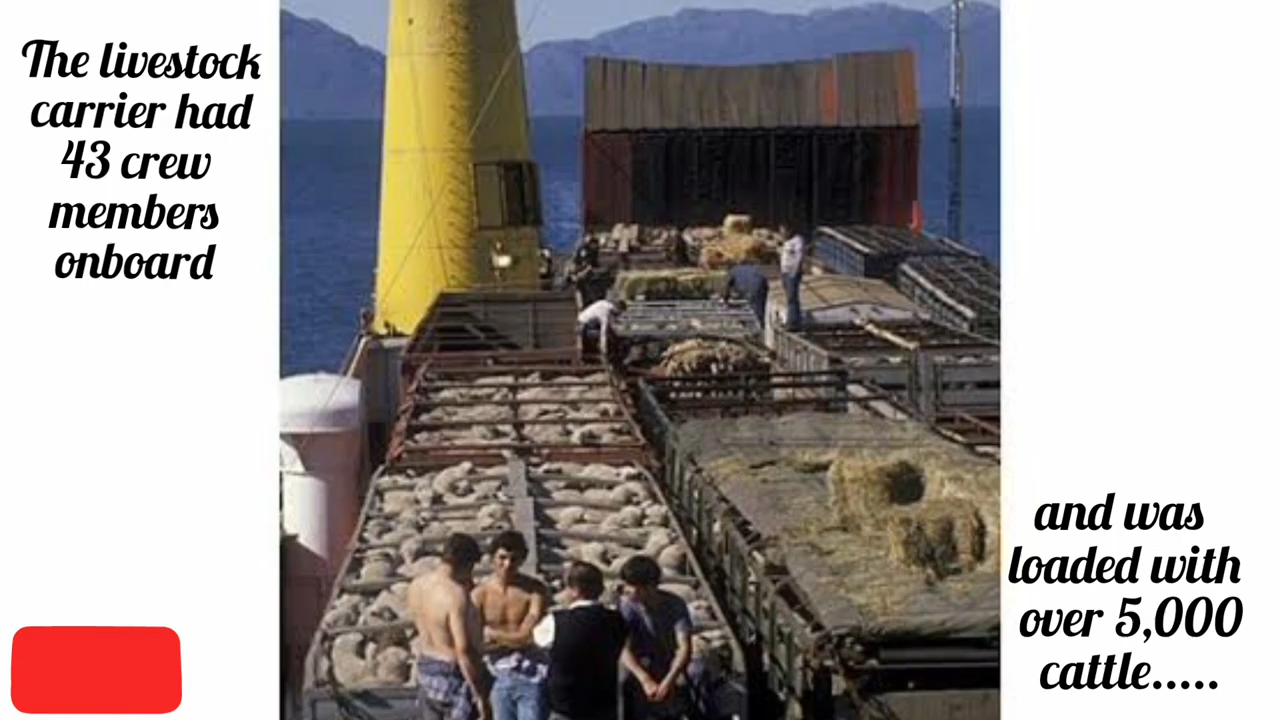 The livestock
carrier had
43 crew
members
onboard
and was
loaded with
over 5,000
cattle.....